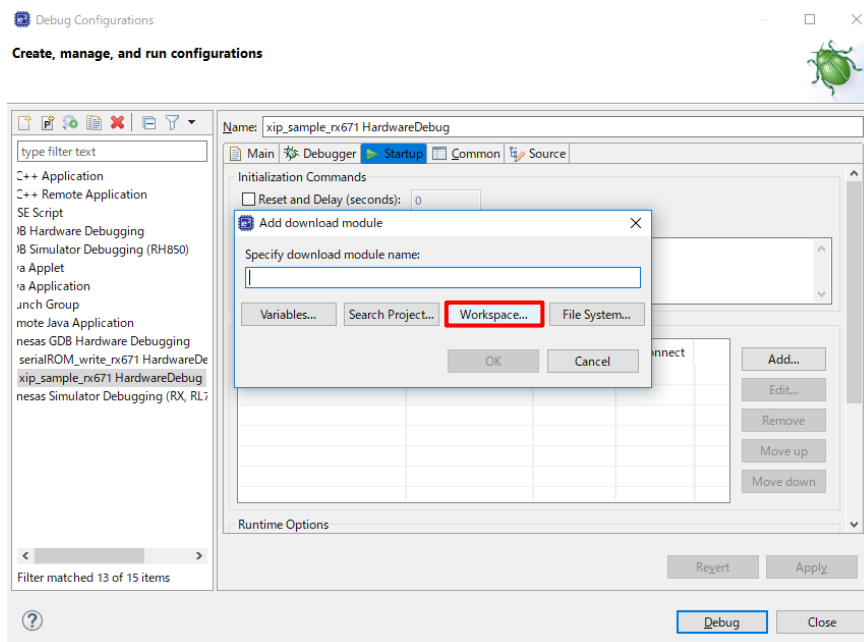 Debug Configurations
Create, manage, and run configurations
Name: xip_sample_rx671 HardwareDebug
type filter text
Main Debugger Startup Common Source
C++ Application
C++ Remote Application
SE Script
B Hardware Debugging
B Simulator Debugging (RH850)
va Applet
va Application
unch Group
mote Java Application
nesas GDB Hardware Debugging
serialROM_write_rx671 HardwareDe
xip_sample_rx671 HardwareDebug
nesas Simulator Debugging (RX, RL7
Filter matched 13 of 15 items
Initialization Commands
Reset and Delay (seconds): 0
Add download module
Specify download module name:
Variables... Search Project... Workspace... File System...
OK Cancel
nnect
Add...
Edit...
Remove
Move up
Move down
Runtime Options
Revert Apply
Debug Close